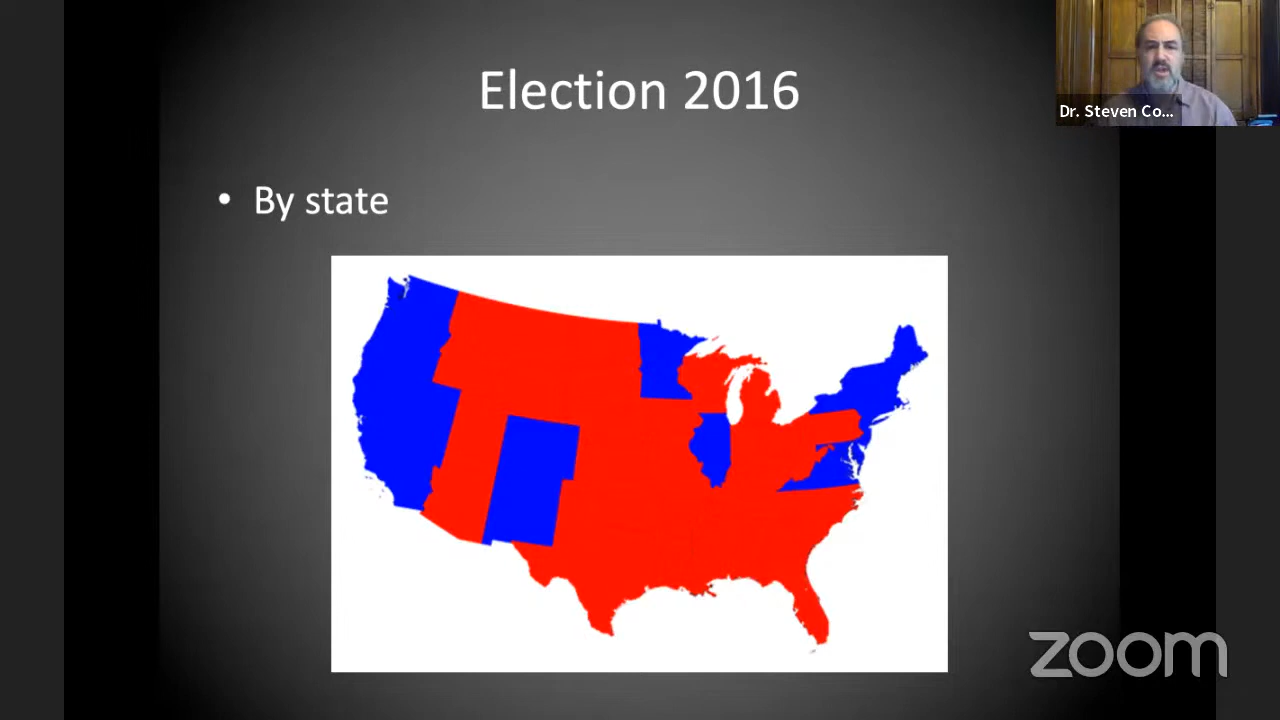 Election 2016
Dr. Steven Co...
• By state
zoom